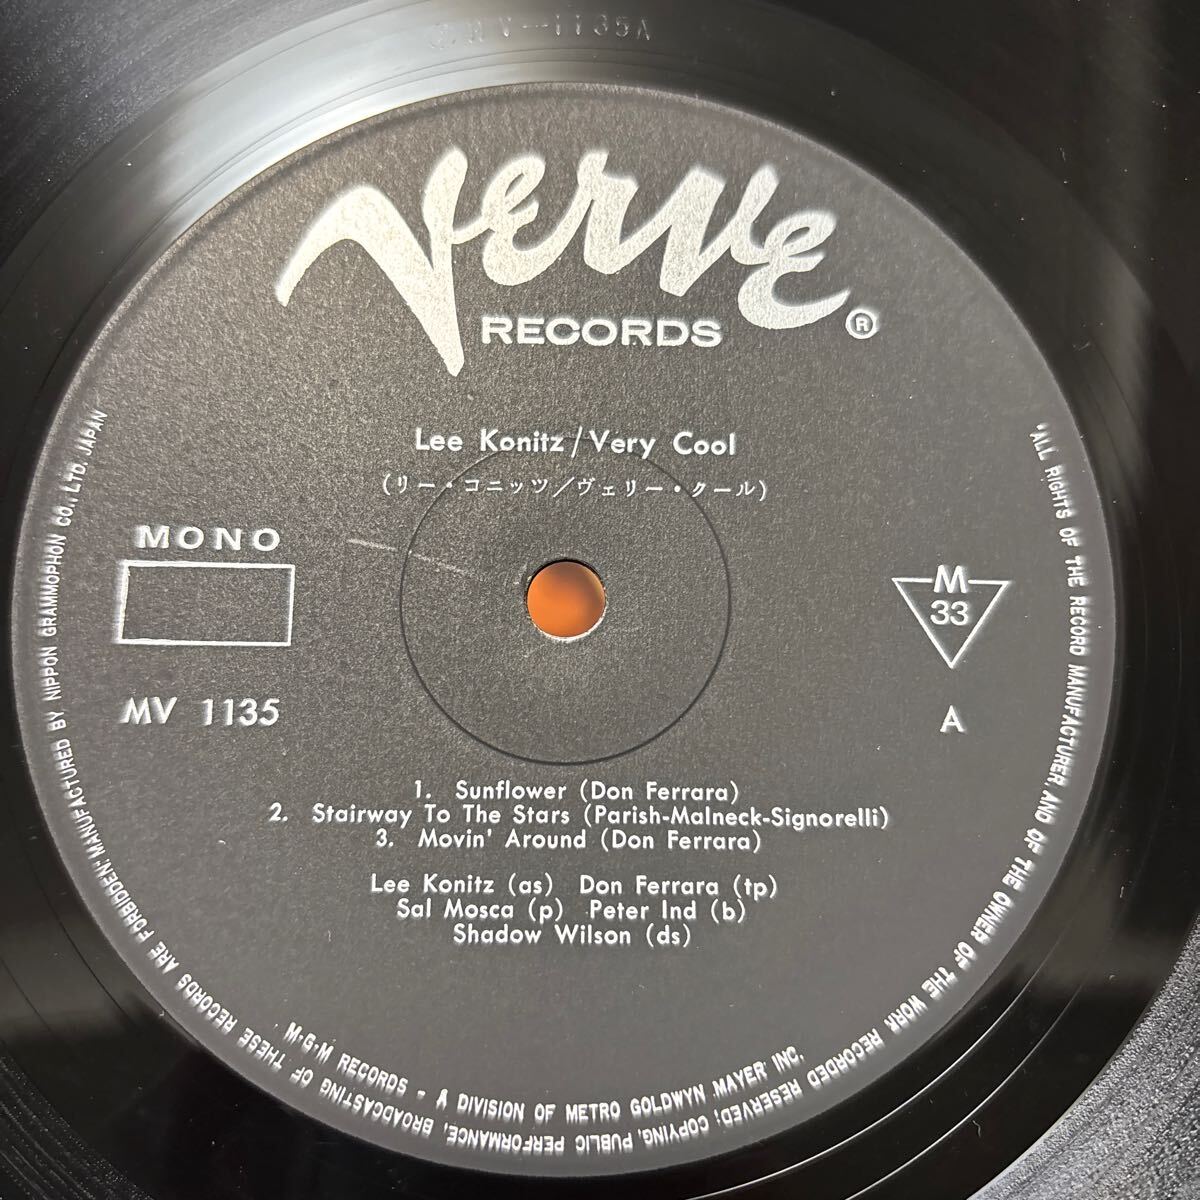 MV-1135A
Verve
RECORDS ®
Lee Konitz/Very Cool
(リー・コニッツ/ヴェリー・クール)
MONO
M
33
MV 1135
A
1. Sunflower (Don Ferrara)
2. Stairway To The Stars (Parish-Malneck-Signorelli)
3. Movin' Around (Don Ferrara)
Lee Konitz (as) Don Ferrara (tp)
Sal Mosca (p) Peter Ind (b)
Shadow Wilson (ds)
M·G·M RECORDS - A DIVISION OF METRO GOLDWYN MAYER INC.
"ALL RIGHTS OF THE RECORD MANUFACTURER, AND OF THE OWNER OF THE WORK RECORDED RESERVED; COPYING, PUBLIC PERFORMANCE, BROADCASTING OF THESE RECORDS ARE FORBIDDEN" MANUFACTURED BY NIPPON GRAMMOPHON CO., LTD. JAPAN